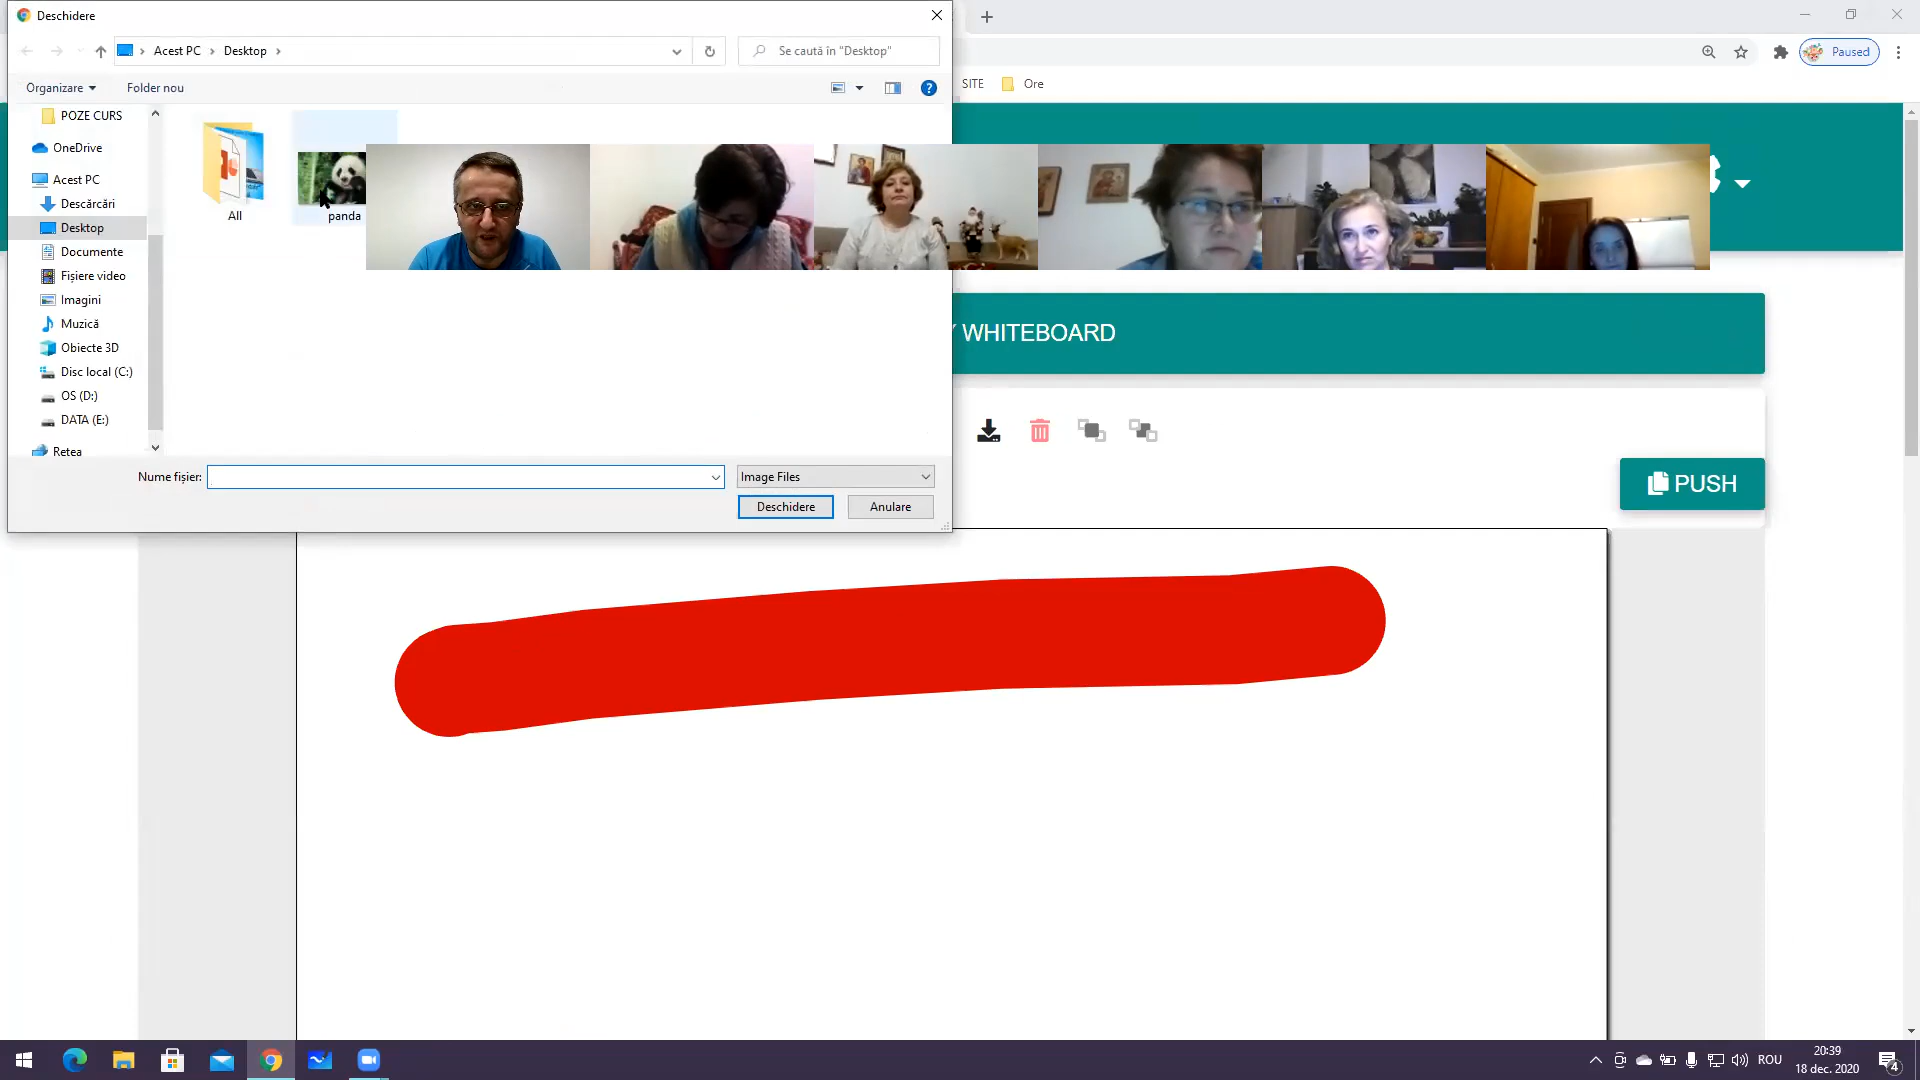 Deschidere
Acest PC
Desktop
Se caută în "Desktop"
Paused
Organizare
Folder nou
SITE
Ore
POZE CURS
OneDrive
Acest PC
Descărcări
Desktop
Documente
Fișiere video
Imagini
Muzică
Obiecte 3D
Disc local (C:)
OS (D:)
DATA (E:)
Rețea
All
panda
WHITEBOARD
Nume fișier:
Image Files
Deschidere
Anulare
PUSH
ROU
20:39
18 dec. 2020
4